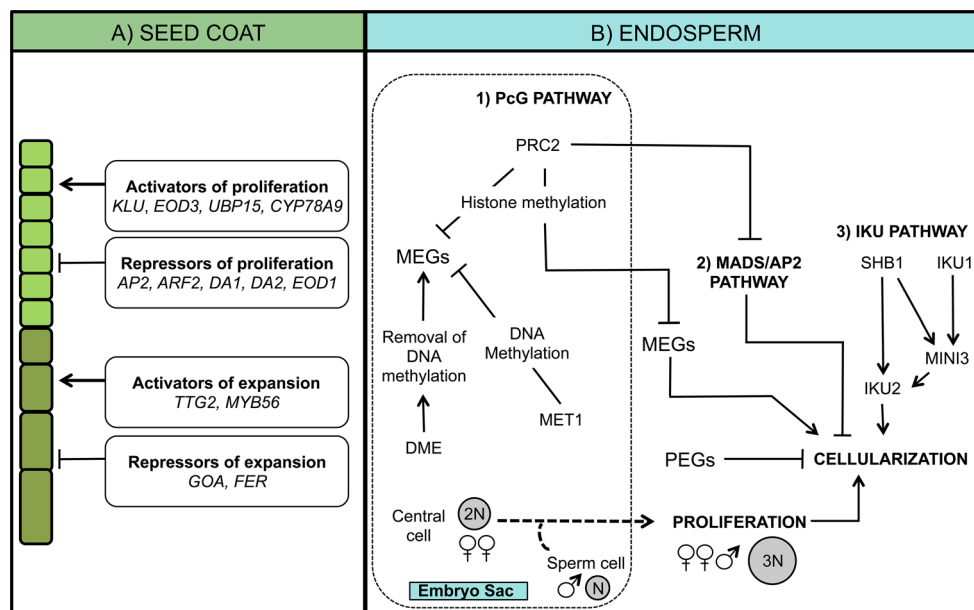 A) SEED COAT
B) ENDOSPERM
Activators of proliferation
KLU, EOD3, UBP15, CYP78A9
Repressors of proliferation
AP2, ARF2, DA1, DA2, EOD1
Activators of expansion
TTG2, MYB56
Repressors of expansion
GOA, FER
1) PcG PATHWAY
PRC2
Histone methylation
MEGs
Removal of
DNA
methylation
DNA
Methylation
DME
MET1
MEGs
2) MADS/AP2
PATHWAY
3) IKU PATHWAY
SHB1
IKU1
MINI3
IKU2
PEGs
CELLULARIZATION
Central
cell
2N
♀♀
Sperm cell
♂
N
Embryo Sac
PROLIFERATION
♀♀♂
3N